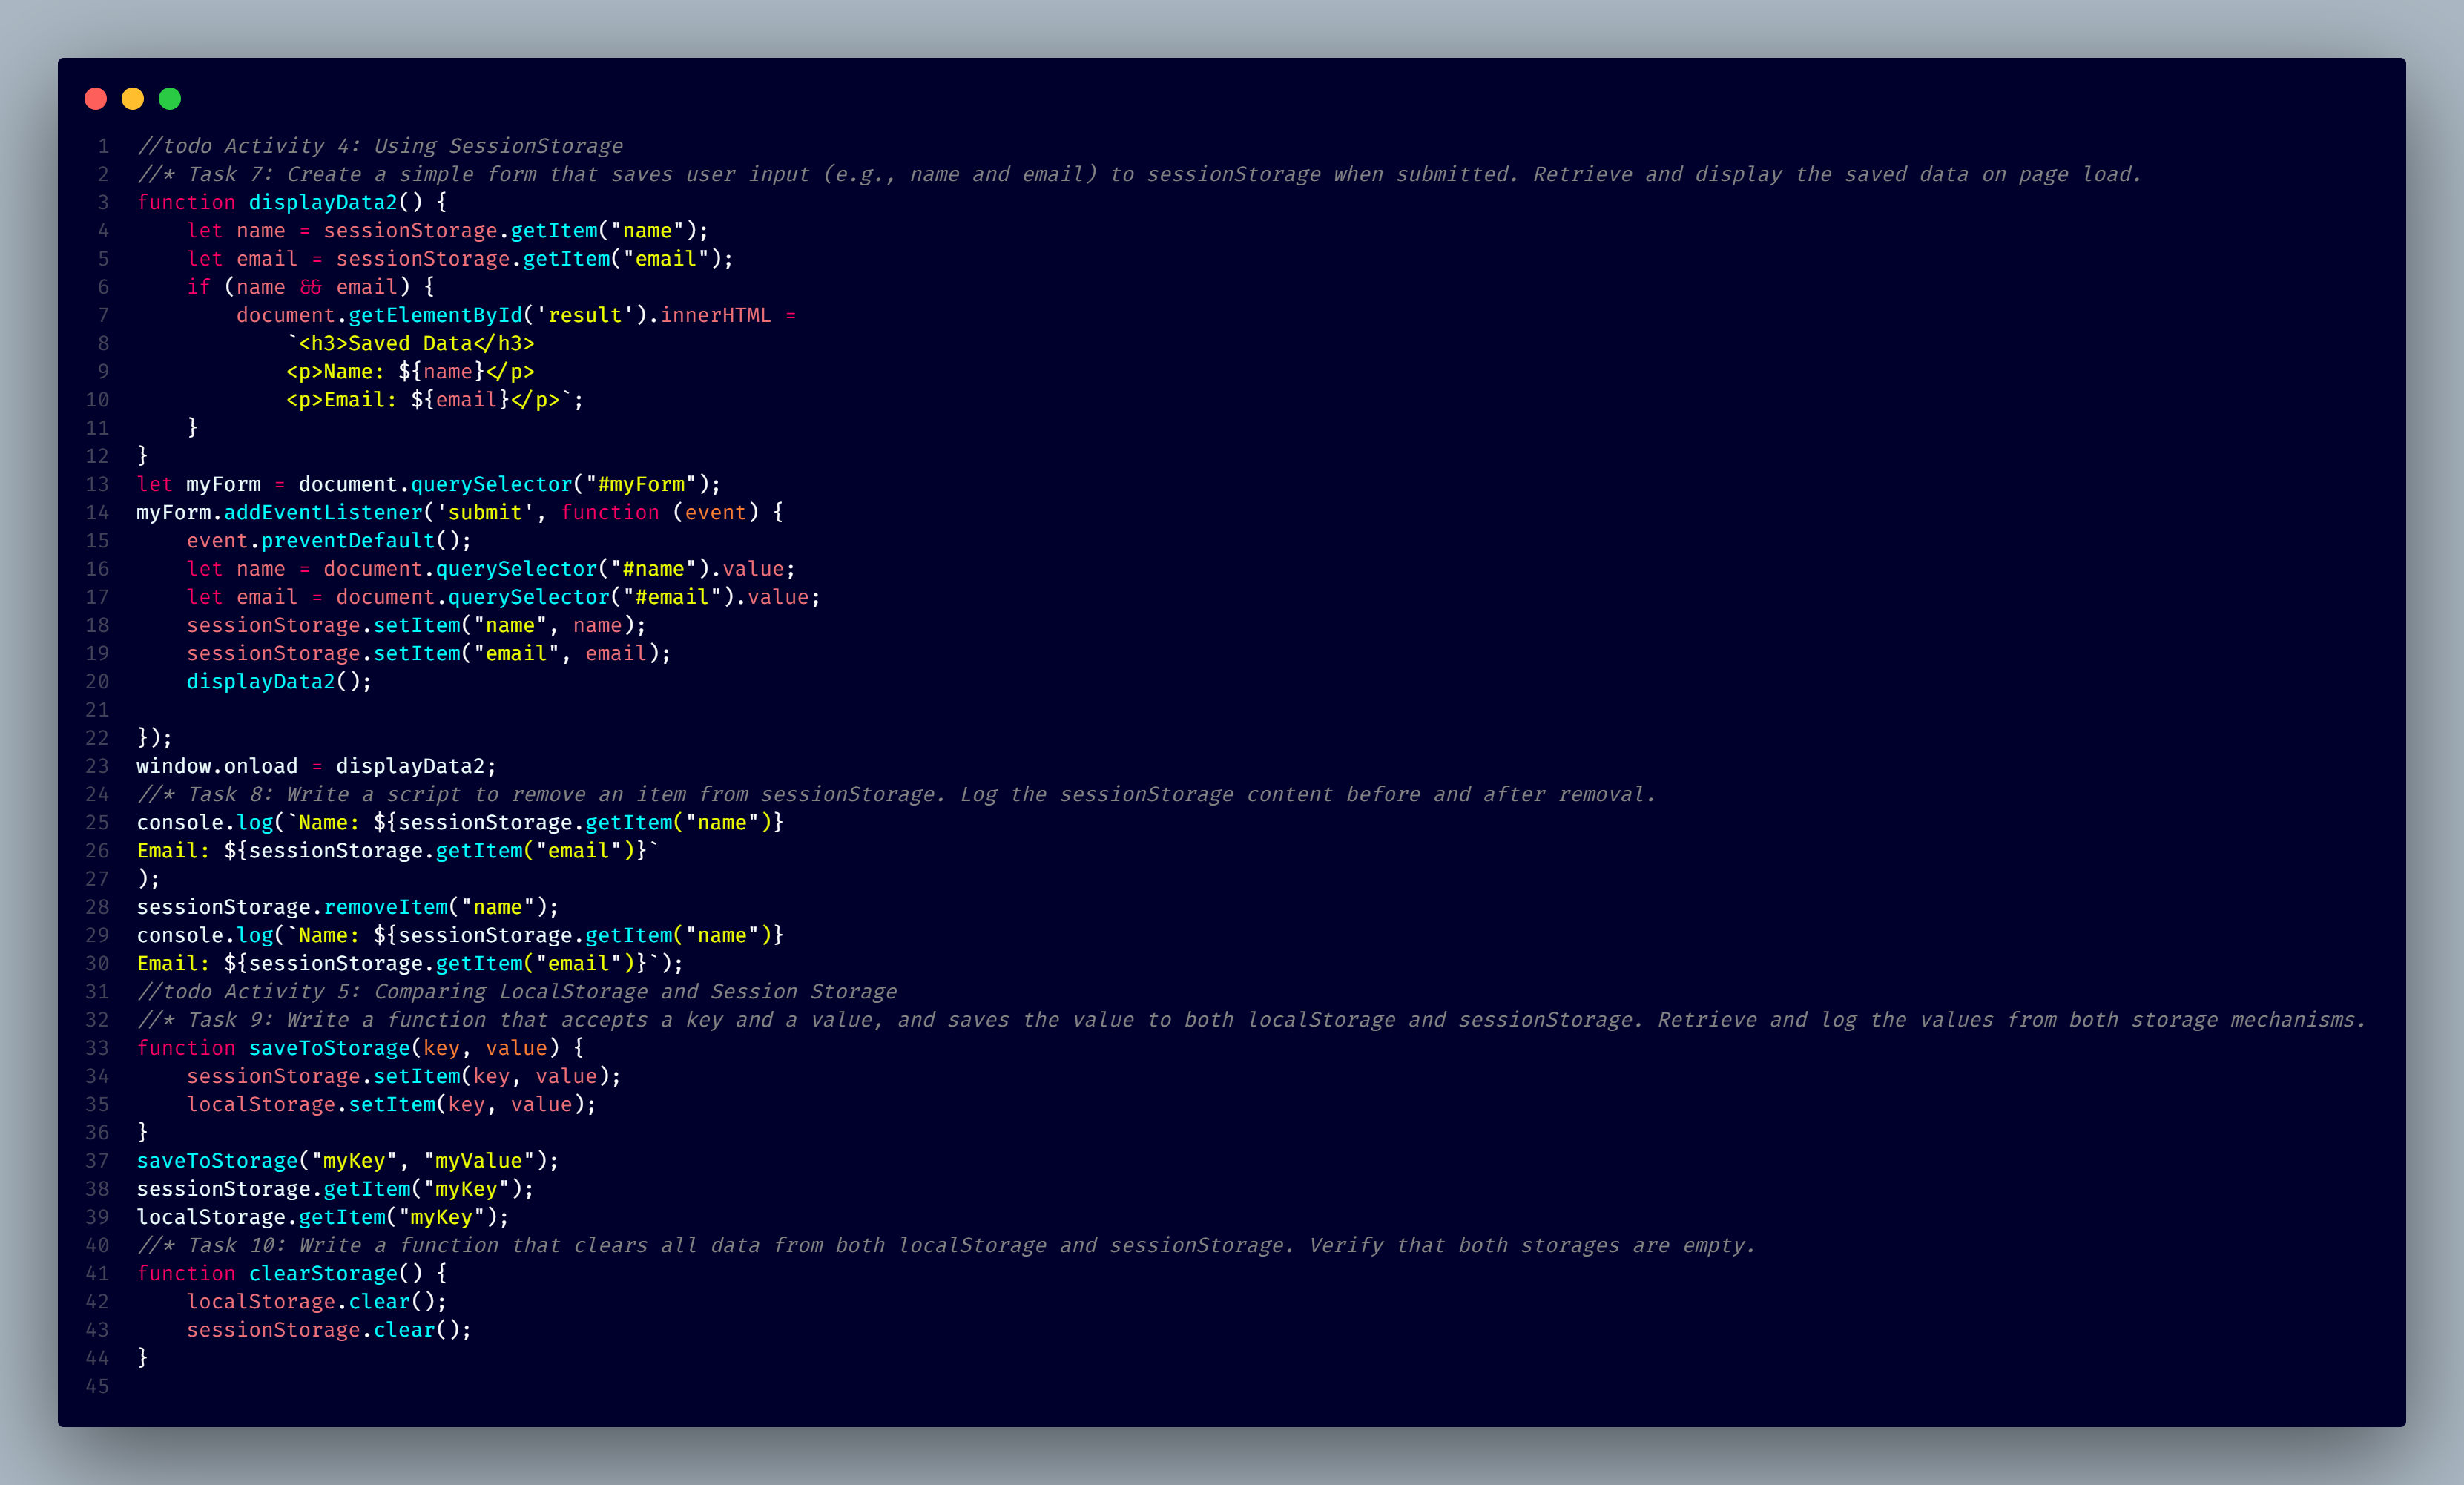 1 //todo Activity 4: Using SessionStorage
2 //* Task 7: Create a simple form that saves user input (e.g., name and email) to sessionStorage when submitted. Retrieve and display the saved data on page load.
3 function displayData2() {
4     let name = sessionStorage.getItem("name");
5     let email = sessionStorage.getItem("email");
6     if (name && email) {
7         document.getElementById('result').innerHTML =
8             `<h3>Saved Data</h3>
9             <p>Name: ${name}</p>
10             <p>Email: ${email}</p>`;
11     }
12 }
13 let myForm = document.querySelector("#myForm");
14 myForm.addEventListener('submit', function (event) {
15     event.preventDefault();
16     let name = document.querySelector("#name").value;
17     let email = document.querySelector("#email").value;
18     sessionStorage.setItem("name", name);
19     sessionStorage.setItem("email", email);
20     displayData2();
21
22 });
23 window.onload = displayData2;
24 //* Task 8: Write a script to remove an item from sessionStorage. Log the sessionStorage content before and after removal.
25 console.log(`Name: ${sessionStorage.getItem("name")}
26 Email: ${sessionStorage.getItem("email")}`
27 );
28 sessionStorage.removeItem("name");
29 console.log(`Name: ${sessionStorage.getItem("name")}
30 Email: ${sessionStorage.getItem("email")}`);
31 //todo Activity 5: Comparing LocalStorage and Session Storage
32 //* Task 9: Write a function that accepts a key and a value, and saves the value to both localStorage and sessionStorage. Retrieve and log the values from both storage mechanisms.
33 function saveToStorage(key, value) {
34     sessionStorage.setItem(key, value);
35     localStorage.setItem(key, value);
36 }
37 saveToStorage("myKey", "myValue");
38 sessionStorage.getItem("myKey");
39 localStorage.getItem("myKey");
40 //* Task 10: Write a function that clears all data from both localStorage and sessionStorage. Verify that both storages are empty.
41 function clearStorage() {
42     localStorage.clear();
43     sessionStorage.clear();
44 }
45